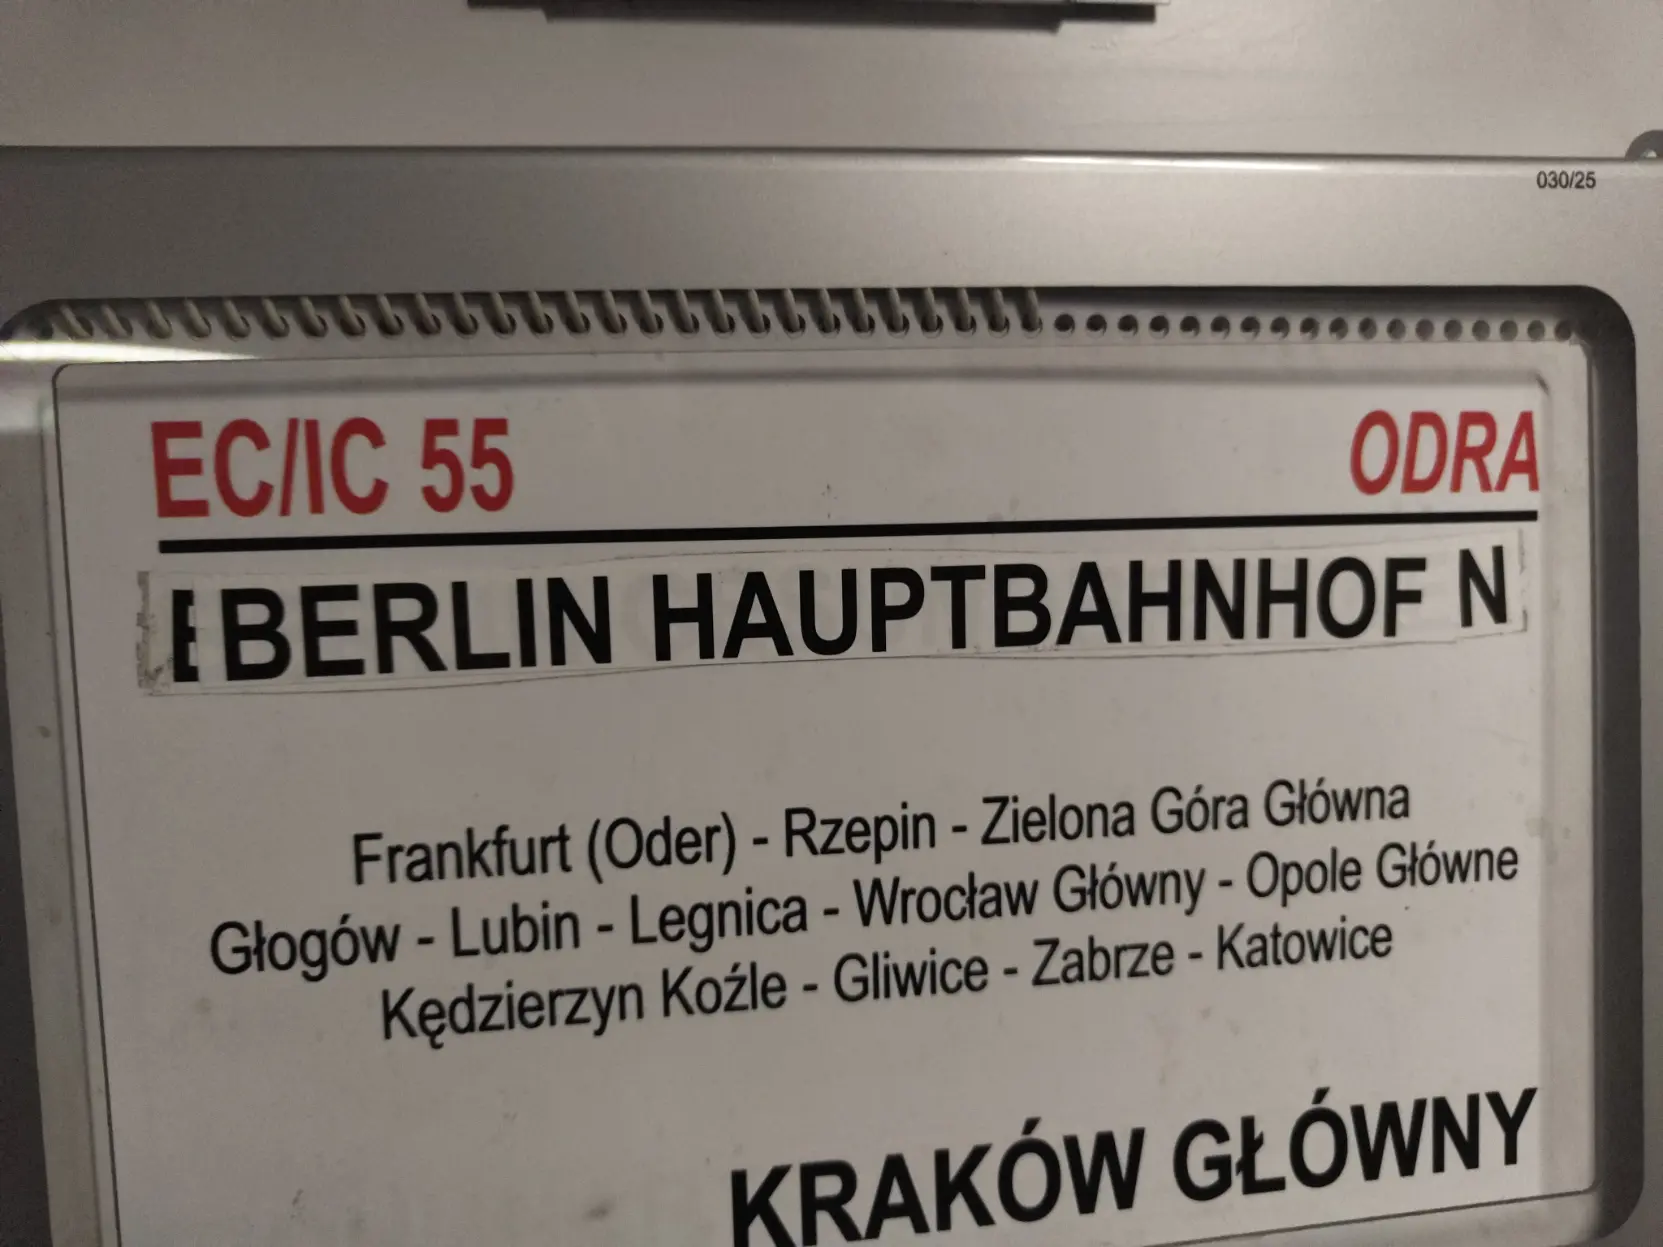 030/25
EC/IC 55 ODRA
BERLIN HAUPTBAHNHOF N
Frankfurt (Oder) - Rzepin - Zielona Góra Główna
Głogów - Lubin - Legnica - Wrocław Główny - Opole Główne
Kędzierzyn Koźle - Gliwice - Zabrze - Katowice
KRAKÓW GŁÓWNY